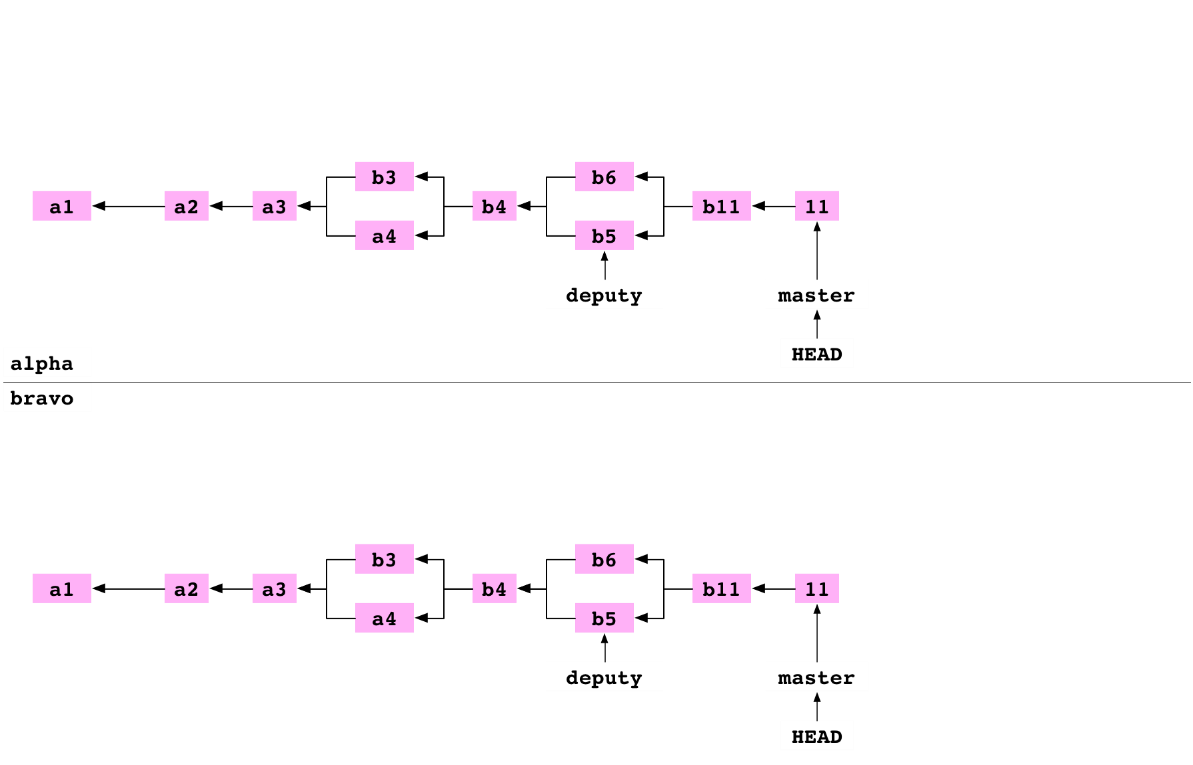 b3 b6
a1 a2 a3 b4 b11 11
a4 b5
deputy master
HEAD
alpha
bravo
b3 b6
a1 a2 a3 b4 b11 11
a4 b5
deputy master
HEAD